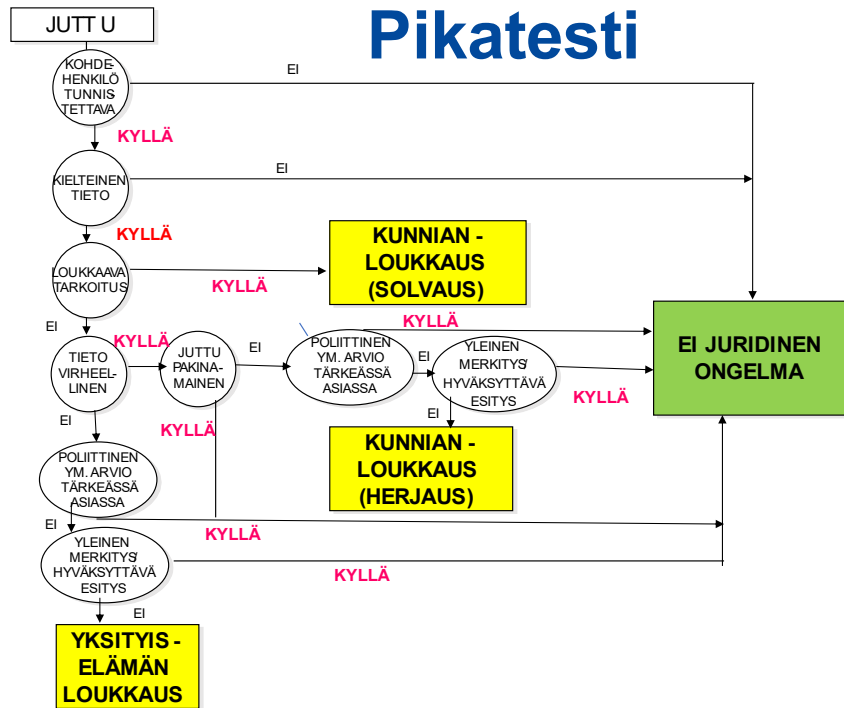 Pikatesti
JUTT U
KOHDE-
HENKILÖ
TUNNIS
TETTAVA
EI
KYLLÄ
KIELTEINEN
TIETO
EI
KYLLÄ
LOUKKAAVA
TARKOITUS
KYLLÄ
KUNNIAN -
LOUKKAUS
(SOLVAUS)
EI
TIETO
VIRHEEL-
LINEN
KYLLÄ
JUTTU
PAKINA-
MAINEN
EI
POLIITTINEN
YM. ARVIO
TÄRKEÄSSÄ
ASIASSA
KYLLÄ
EI
YLEINEN
MERKITYS/
HYVÄKSYTTÄVÄ
ESITYS
KYLLÄ
EI JURIDINEN
ONGELMA
EI
KUNNIAN -
LOUKKAUS
(HERJAUS)
KYLLÄ
EI
POLIITTINEN
YM. ARVIO
TÄRKEÄSSÄ
ASIASSA
KYLLÄ
EI
YLEINEN
MERKITYS/
HYVÄKSYTTÄVÄ
ESITYS
KYLLÄ
EI
YKSITYIS -
ELÄMÄN
LOUKKAUS